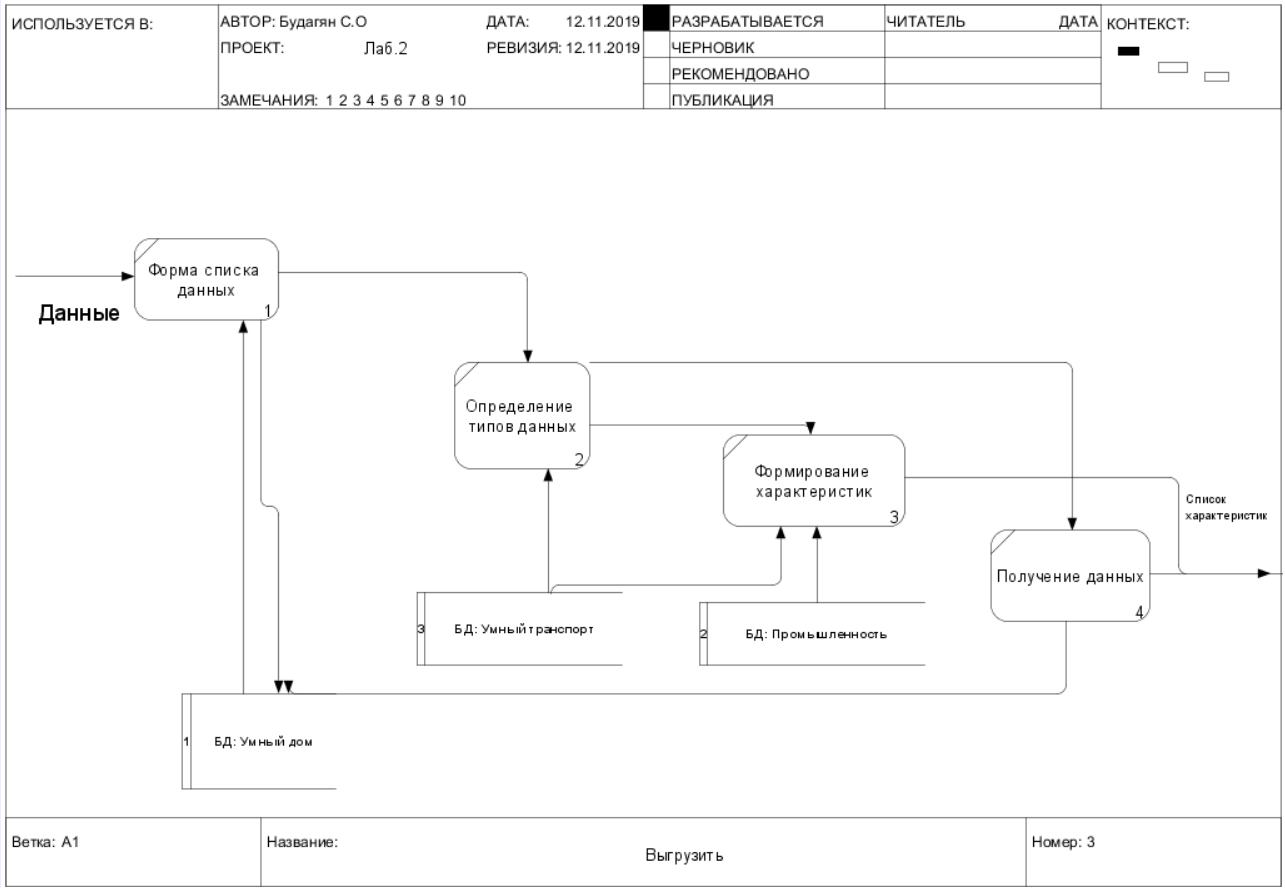 ИСПОЛЬЗУЕТСЯ В:
АВТОР: Будагян С.О
ДАТА: 12.11.2019
ПРОЕКТ: Лаб.2
РЕВИЗИЯ: 12.11.2019
ЗАМЕЧАНИЯ: 1 2 3 4 5 6 7 8 9 10
РАЗРАБАТЫВАЕТСЯ
ЧЕРНОВИК
РЕКОМЕНДОВАНО
ПУБЛИКАЦИЯ
ЧИТАТЕЛЬ
ДАТА
КОНТЕКСТ:
Форма списка
данных
1
Данные
Определение
типов данных
2
Формирование
характеристик
3
Список
характеристик
Получение данных
4
3
БД: Умный транспорт
2
БД: Промышленность
1
БД: Умный дом
Ветка: A1
Название:
Выгрузить
Номер: 3